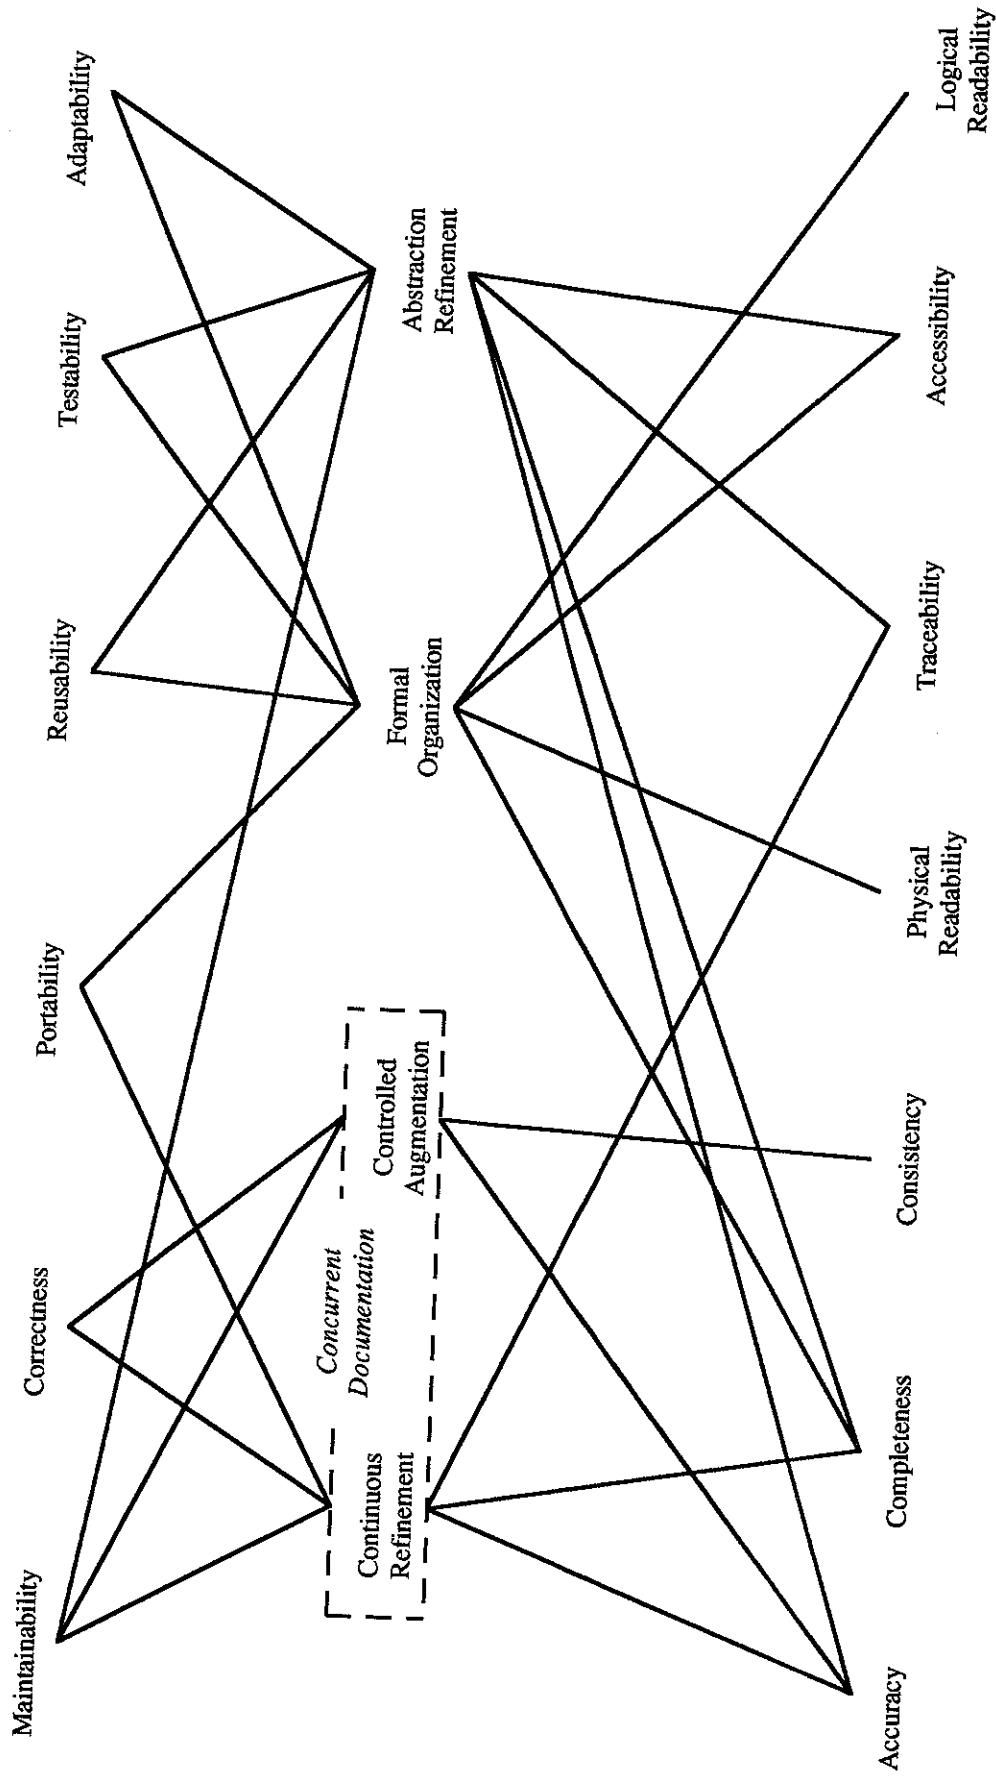 Maintainability
Correctness
Portability
Reusability
Testability
Adaptability
Continuous
Refinement
Concurrent
Documentation
Controlled
Augmentation
Formal
Organization
Abstraction
Refinement
Accuracy
Completeness
Consistency
Physical
Readability
Traceability
Accessibility
Logical
Readability